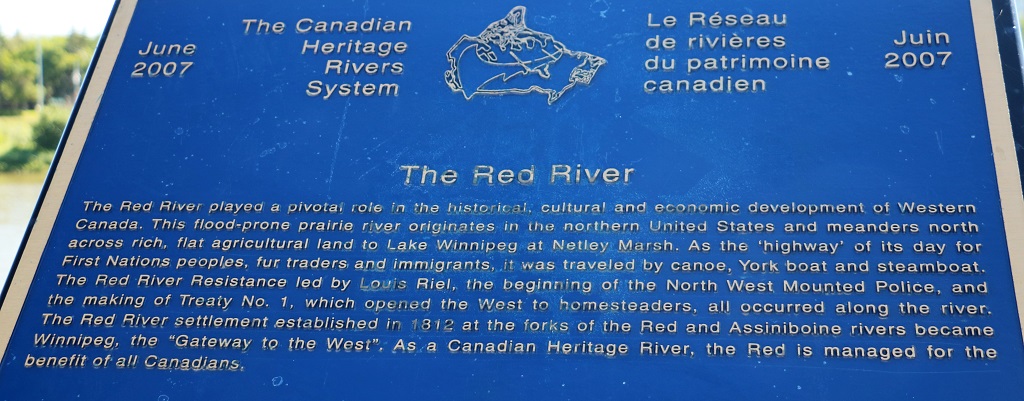 June
2007
The Canadian
Heritage
Rivers
System
Le Réseau
de rivières
du patrimoine
canadien
Juin
2007
The Red River
The Red River played a pivotal role in the historical, cultural and economic development of Western
Canada. This flood-prone prairie river originates in the northern United States and meanders north
across rich, flat agricultural land to Lake Winnipeg at Netley Marsh. As the 'highway' of its day for
First Nations peoples, fur traders and immigrants, it was traveled by canoe, York boat and steamboat.
The Red River Resistance led by Louis Riel, the beginning of the North West Mounted Police, and
the making of Treaty No. 1, which opened the West to homesteaders, all occurred along the river.
The Red River settlement established in 1812 at the forks of the Red and Assiniboine rivers became
Winnipeg, the "Gateway to the West". As a Canadian Heritage River, the Red is managed for the
benefit of all Canadians.